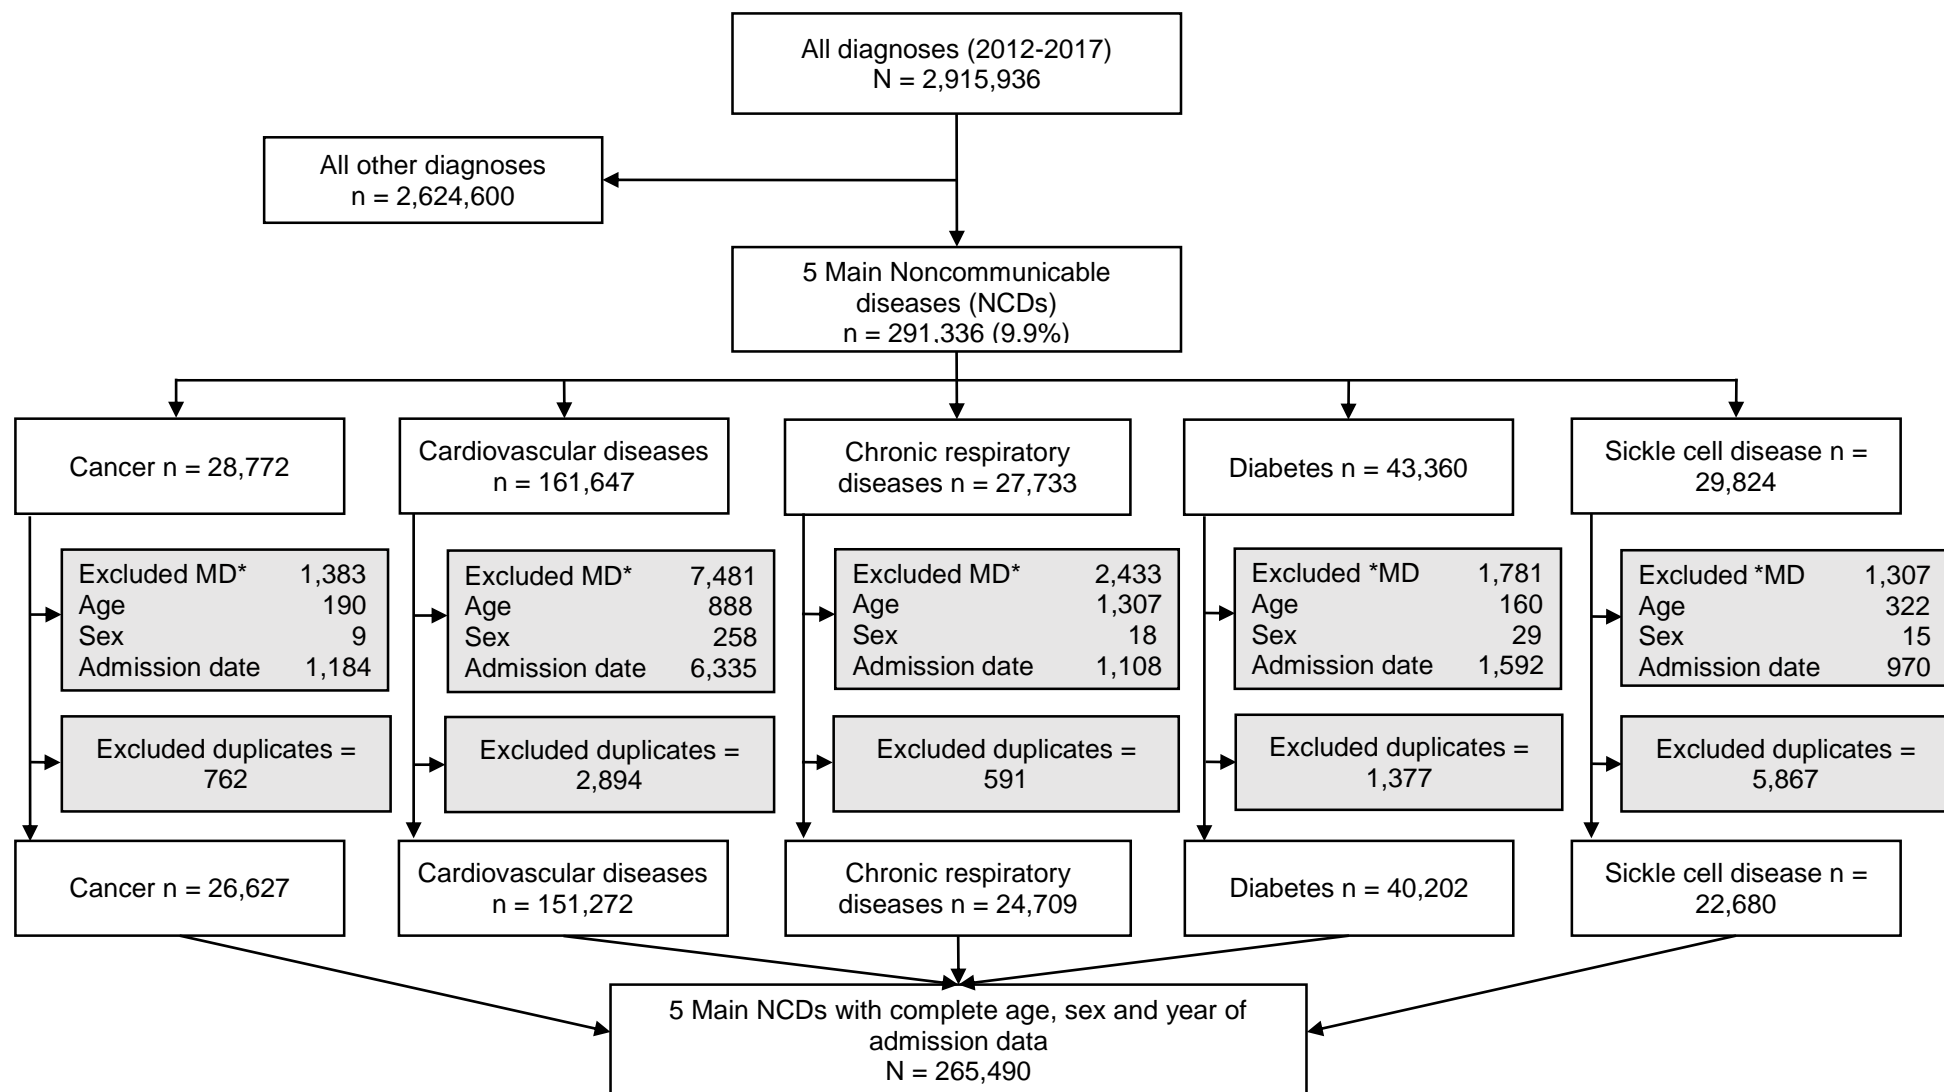 All diagnoses (2012-2017)
N = 2,915,936
All other diagnoses
n = 2,624,600
5 Main Noncommunicable
diseases (NCDs)
n = 291,336 (9.9%)
Cancer n = 28,772
Cardiovascular diseases
n = 161,647
Chronic respiratory
diseases n = 27,733
Diabetes n = 43,360
Sickle cell disease n =
29,824
Excluded MD* 1,383
Age 190
Sex 9
Admission date 1,184
Excluded MD* 7,481
Age 888
Sex 258
Admission date 6,335
Excluded MD* 2,433
Age 1,307
Sex 18
Admission date 1,108
Excluded *MD 1,781
Age 160
Sex 29
Admission date 1,592
Excluded *MD 1,307
Age 322
Sex 15
Admission date 970
Excluded duplicates =
762
Excluded duplicates =
2,894
Excluded duplicates =
591
Excluded duplicates =
1,377
Excluded duplicates =
5,867
Cancer n = 26,627
Cardiovascular diseases
n = 151,272
Chronic respiratory
diseases n = 24,709
Diabetes n = 40,202
Sickle cell disease n =
22,680
5 Main NCDs with complete age, sex and year of
admission data
N = 265,490